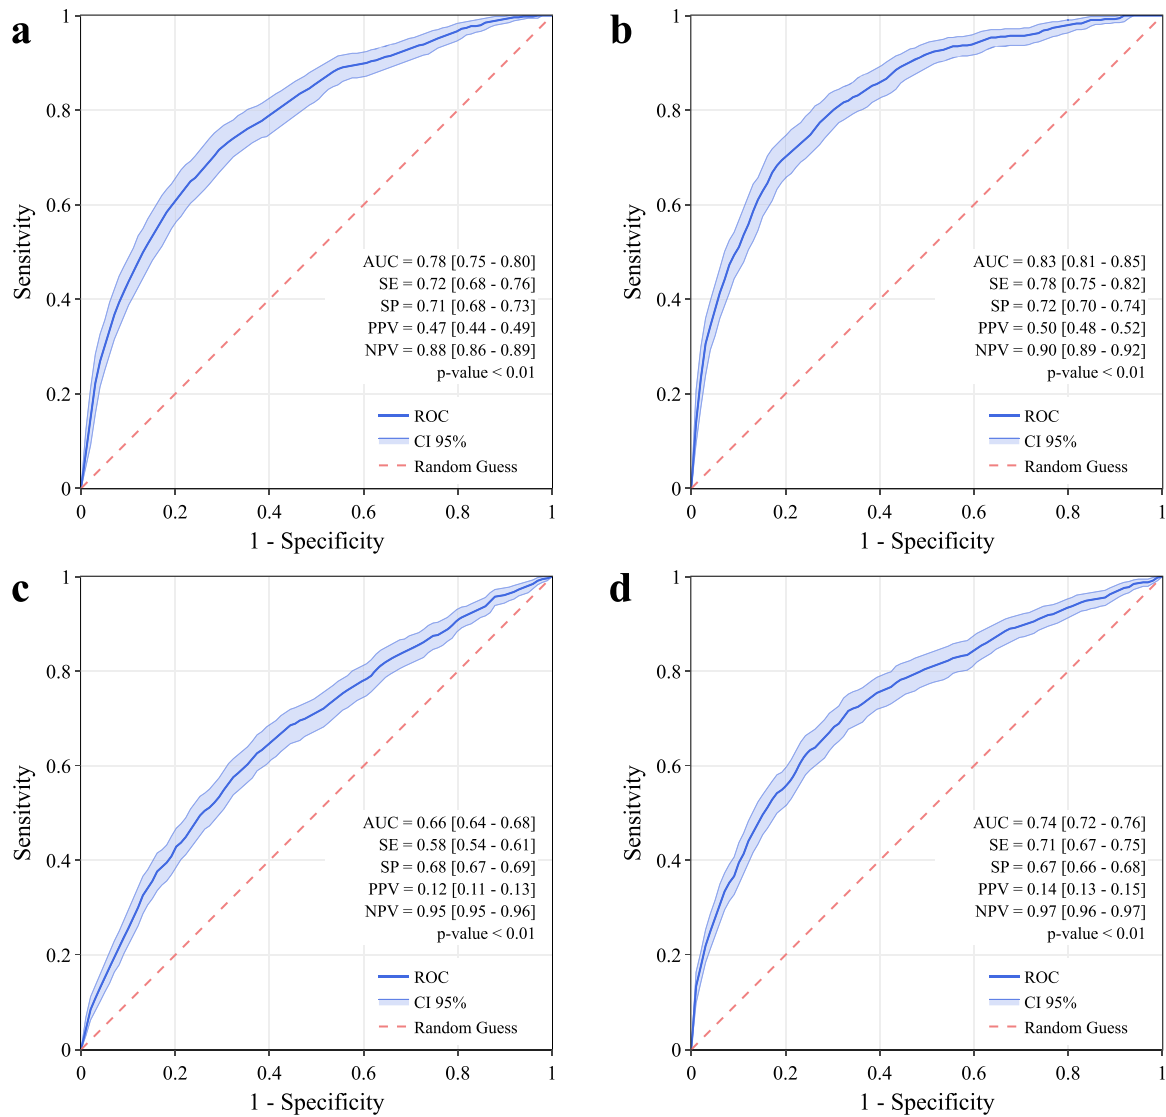 a
1
0.8
0.6
0.4
0.2
0
Sensitvity
AUC = 0.78 [0.75 - 0.80]
SE = 0.72 [0.68 - 0.76]
SP = 0.71 [0.68 - 0.73]
PPV = 0.47 [0.44 - 0.49]
NPV = 0.88 [0.86 - 0.89]
p-value < 0.01
ROC
CI 95%
Random Guess
0 0.2 0.4 0.6 0.8 1
1 - Specificity
b
1
0.8
0.6
0.4
0.2
0
Sensitvity
AUC = 0.83 [0.81 - 0.85]
SE = 0.78 [0.75 - 0.82]
SP = 0.72 [0.70 - 0.74]
PPV = 0.50 [0.48 - 0.52]
NPV = 0.90 [0.89 - 0.92]
p-value < 0.01
ROC
CI 95%
Random Guess
0 0.2 0.4 0.6 0.8 1
1 - Specificity
c
1
0.8
0.6
0.4
0.2
0
Sensitvity
AUC = 0.66 [0.64 - 0.68]
SE = 0.58 [0.54 - 0.61]
SP = 0.68 [0.67 - 0.69]
PPV = 0.12 [0.11 - 0.13]
NPV = 0.95 [0.95 - 0.96]
p-value < 0.01
ROC
CI 95%
Random Guess
0 0.2 0.4 0.6 0.8 1
1 - Specificity
d
1
0.8
0.6
0.4
0.2
0
Sensitvity
AUC = 0.74 [0.72 - 0.76]
SE = 0.71 [0.67 - 0.75]
SP = 0.67 [0.66 - 0.68]
PPV = 0.14 [0.13 - 0.15]
NPV = 0.97 [0.96 - 0.97]
p-value < 0.01
ROC
CI 95%
Random Guess
0 0.2 0.4 0.6 0.8 1
1 - Specificity